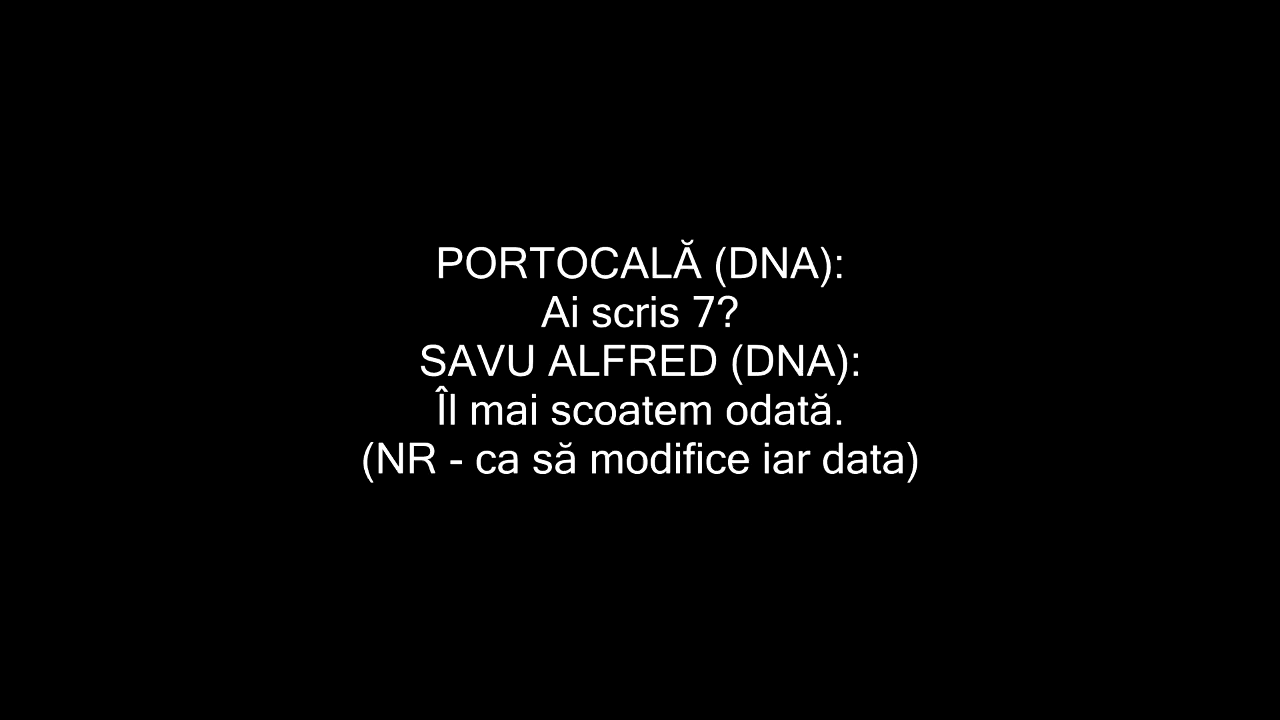 PORTOCALĂ (DNA):
Ai scris 7?
SAVU ALFRED (DNA):
Îl mai scoatem odată.
(NR - ca să modifice iar data)